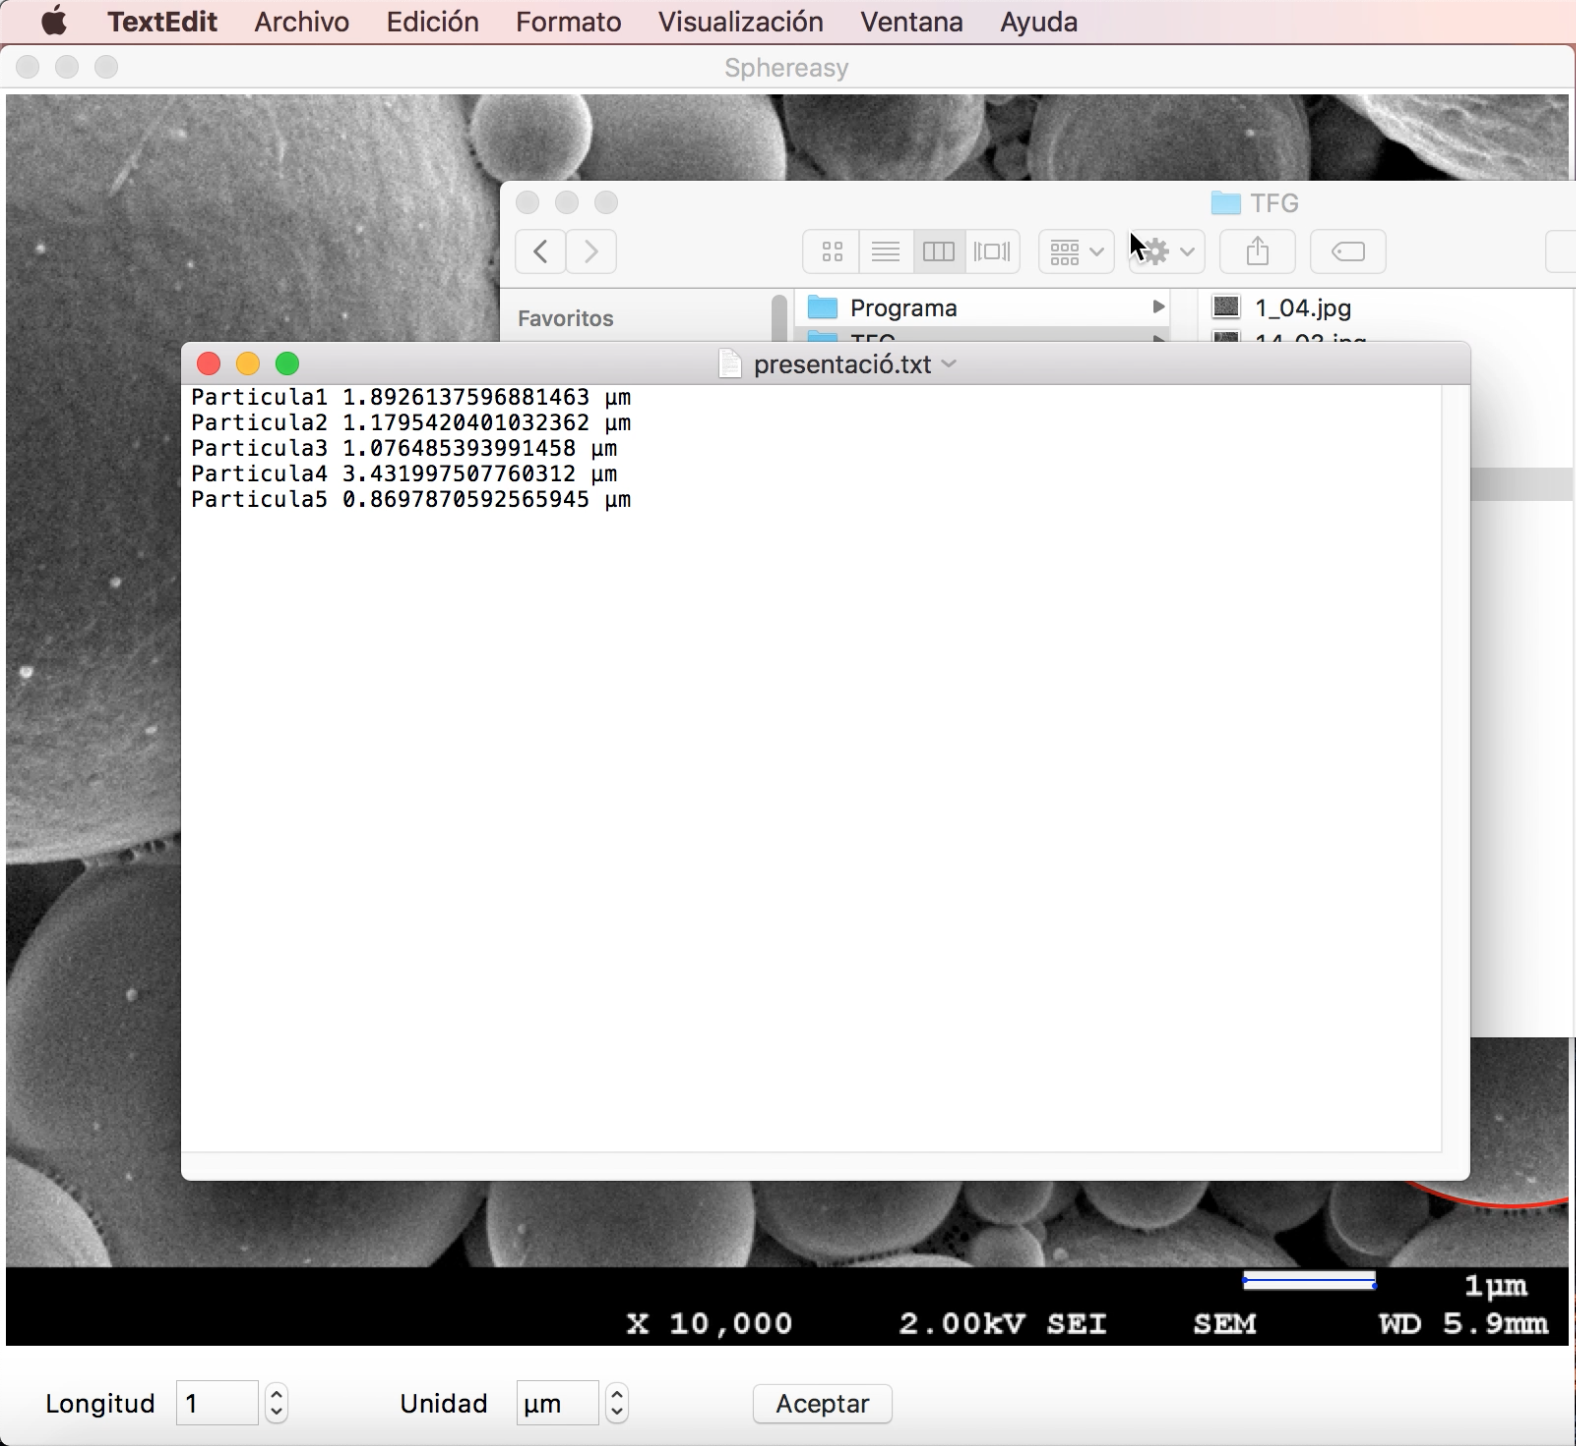 TextEdit Archivo Edición Formato Visualización Ventana Ayuda
Sphereasy
TFG
Favoritos
Programa
1_04.jpg
TFG
presentació.txt
Particula1 1.8926137596881463 µm
Particula2 1.1795420401032362 µm
Particula3 1.076485393991458 µm
Particula4 3.431997507760312 µm
Particula5 0.8697870592565945 µm
1µm
X 10,000 2.00kV SEI SEM WD 5.9mm
Longitud 1 Unidad µm Aceptar